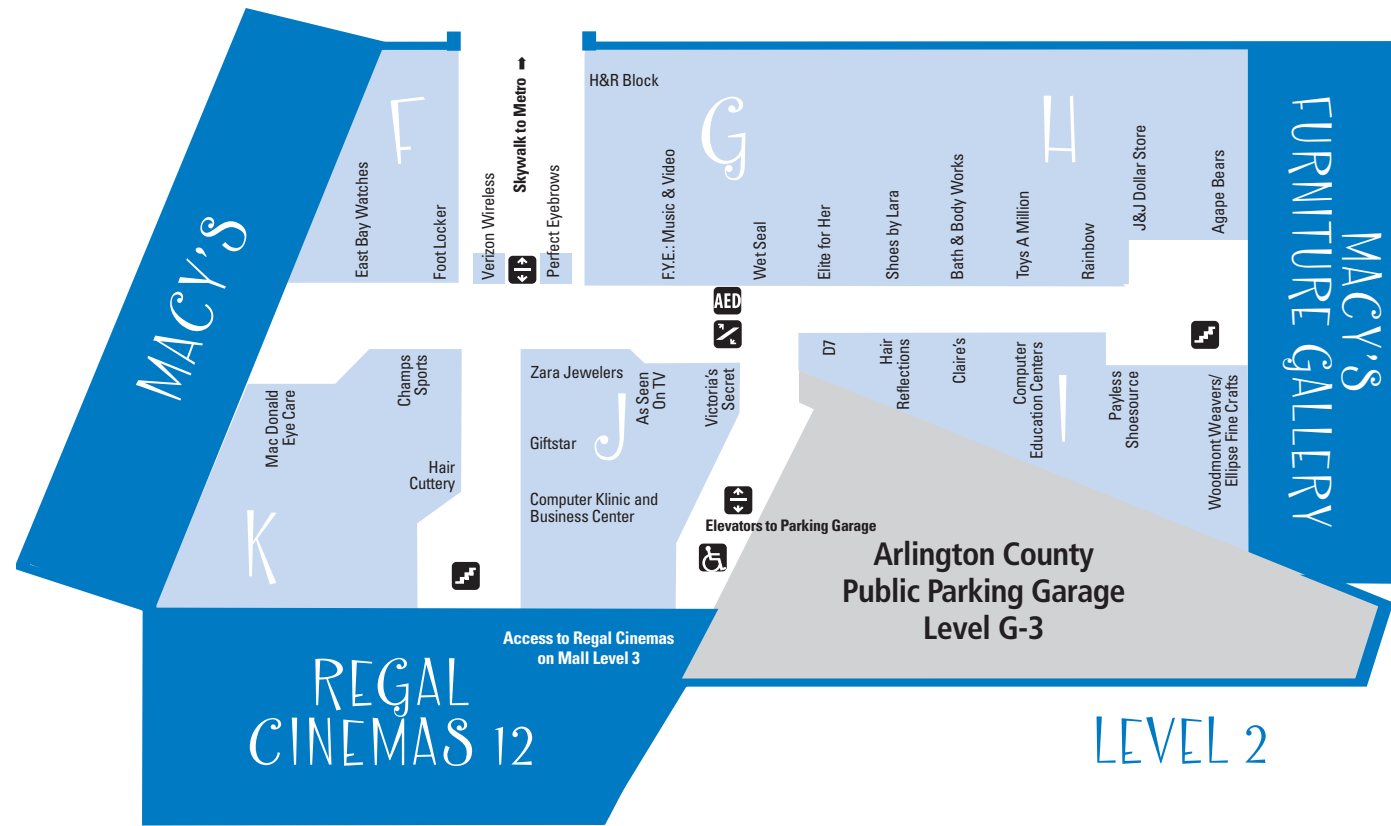 MACY'S
F
East Bay Watches
Foot Locker
Verizon Wireless
Skywalk to Metro ➡
Perfect Eyebrows
H&R Block
G
F.Y.E.: Music & Video
Wet Seal
Elite for Her
Shoes by Lara
Bath & Body Works
H
Toys A Million
Rainbow
J&J Dollar Store
Agape Bears
MACY'S
FURNITURE GALLERY
AED
Mac Donald
Eye Care
Champs
Sports
Hair
Cuttery
K
Zara Jewelers
Giftstar
J
As Seen
On TV
Victoria's
Secret
Computer Klinic and
Business Center
D7
Hair
Reflections
Claire's
Computer
Education Centers
I
Payless
Shoesource
Woodmont Weavers/
Ellipse Fine Crafts
Elevators to Parking Garage
Arlington County
Public Parking Garage
Level G-3
Access to Regal Cinemas
on Mall Level 3
REGAL
CINEMAS 12
LEVEL 2